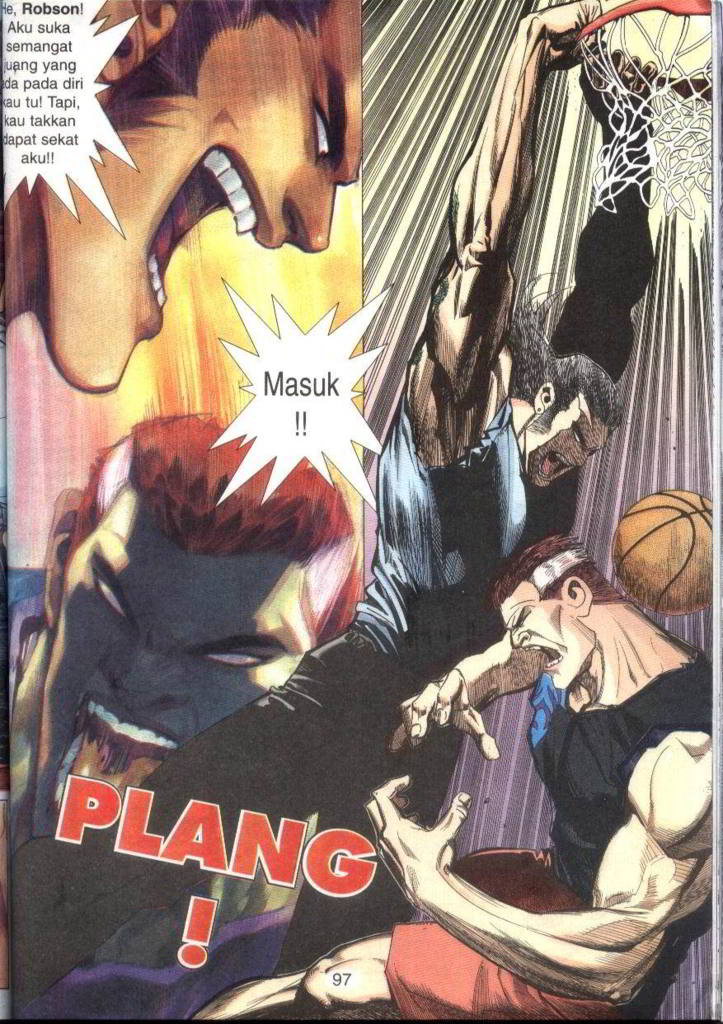 He, Robson!
Aku suka
semangat
juang yang
ada pada diri
kau tu! Tapi,
kau takkan
dapat sekat
aku!!
Masuk
!!
PLANG
!
97